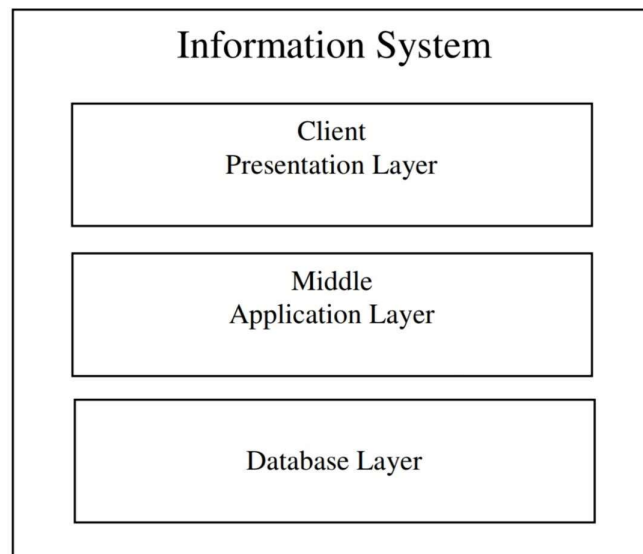 Information System
Client
Presentation Layer
Middle
Application Layer
Database Layer